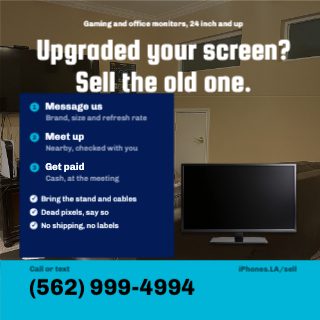 Gaming and office monitors, 24 inch and up
Upgraded your screen?
Sell the old one.
1 Message us
Brand, size and refresh rate
2 Meet up
Nearby, checked with you
3 Get paid
Cash, at the meeting
Bring the stand and cables
Dead pixels, say so
No shipping, no labels
Call or text
iPhones.LA/sell
(562) 999-4994